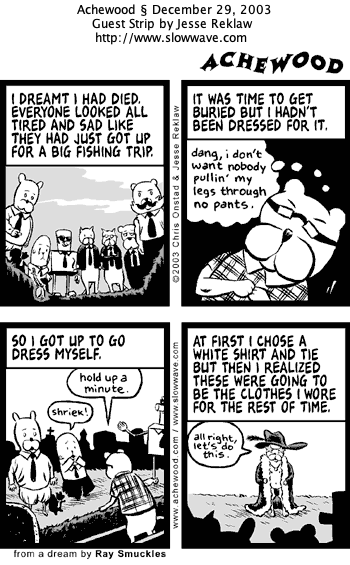 Achewood § December 29, 2003
Guest Strip by Jesse Reklaw
http://www.slowwave.com
ACHEWOOD
I DREAMT I HAD DIED.
EVERYONE LOOKED ALL
TIRED AND SAD LIKE
THEY HAD JUST GOT UP
FOR A BIG FISHING TRIP.
©2003 Chris Onstad & Jesse Reklaw
IT WAS TIME TO GET
BURIED BUT I HADN'T
BEEN DRESSED FOR IT.
dang, i don't
want nobody
pullin' my
legs through
no pants.
SO I GOT UP TO GO
DRESS MYSELF.
hold up a
minute.
shriek!
www.achewood.com / www.slowwave.com
AT FIRST I CHOSE A
WHITE SHIRT AND TIE
BUT THEN I REALIZED
THESE WERE GOING TO
BE THE CLOTHES I WORE
FOR THE REST OF TIME.
all right,
let's do
this.
from a dream by Ray Smuckles